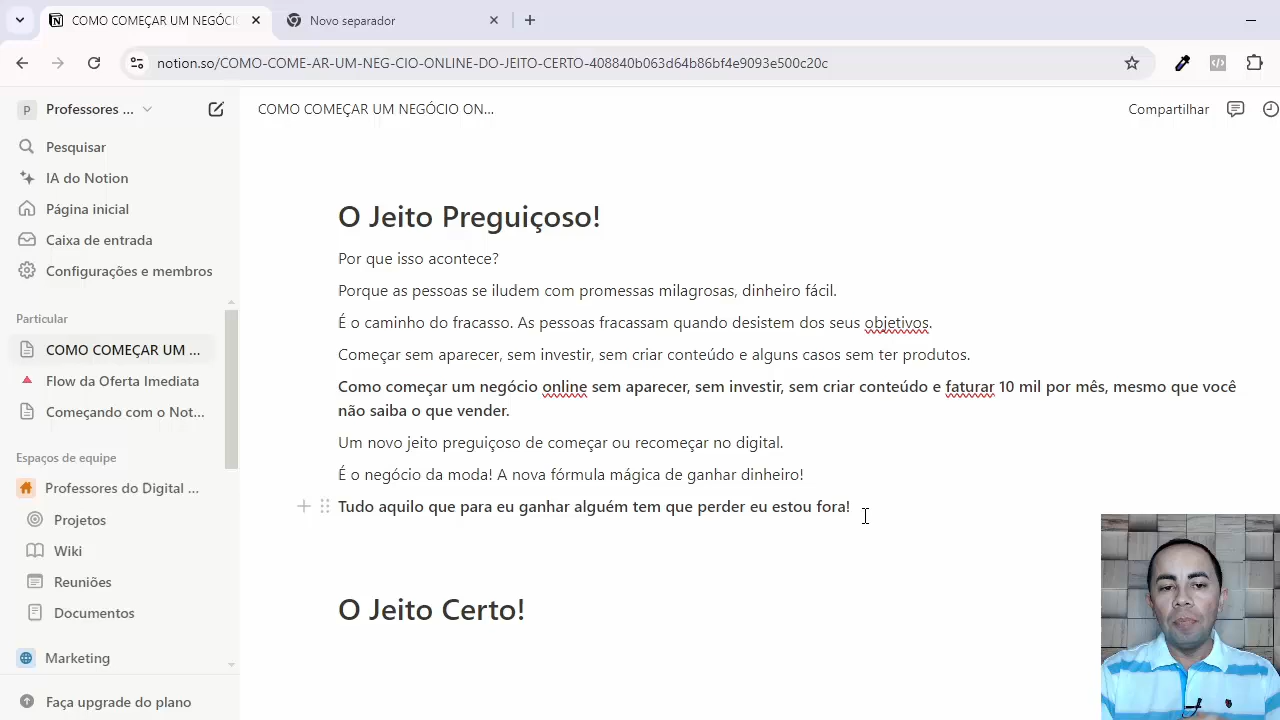 COMO COMEÇAR UM NEGÓCI
Novo separador
notion.so/COMO-COME-AR-UM-NEG-CIO-ONLINE-DO-JEITO-CERTO-408840b063d64b86bf4e9093e500c20c
P Professores ...
COMO COMEÇAR UM NEGÓCIO ON...
Compartilhar
Pesquisar
IA do Notion
Página inicial
Caixa de entrada
Configurações e membros
Particular
COMO COMEÇAR UM ...
Flow da Oferta Imediata
Começando com o Not...
Espaços de equipe
Professores do Digital ...
Projetos
Wiki
Reuniões
Documentos
Marketing
Faça upgrade do plano
O Jeito Preguiçoso!
Por que isso acontece?
Porque as pessoas se iludem com promessas milagrosas, dinheiro fácil.
É o caminho do fracasso. As pessoas fracassam quando desistem dos seus objetivos.
Começar sem aparecer, sem investir, sem criar conteúdo e alguns casos sem ter produtos.
Como começar um negócio online sem aparecer, sem investir, sem criar conteúdo e faturar 10 mil por mês, mesmo que você
não saiba o que vender.
Um novo jeito preguiçoso de começar ou recomeçar no digital.
É o negócio da moda! A nova fórmula mágica de ganhar dinheiro!
Tudo aquilo que para eu ganhar alguém tem que perder eu estou fora!
O Jeito Certo!